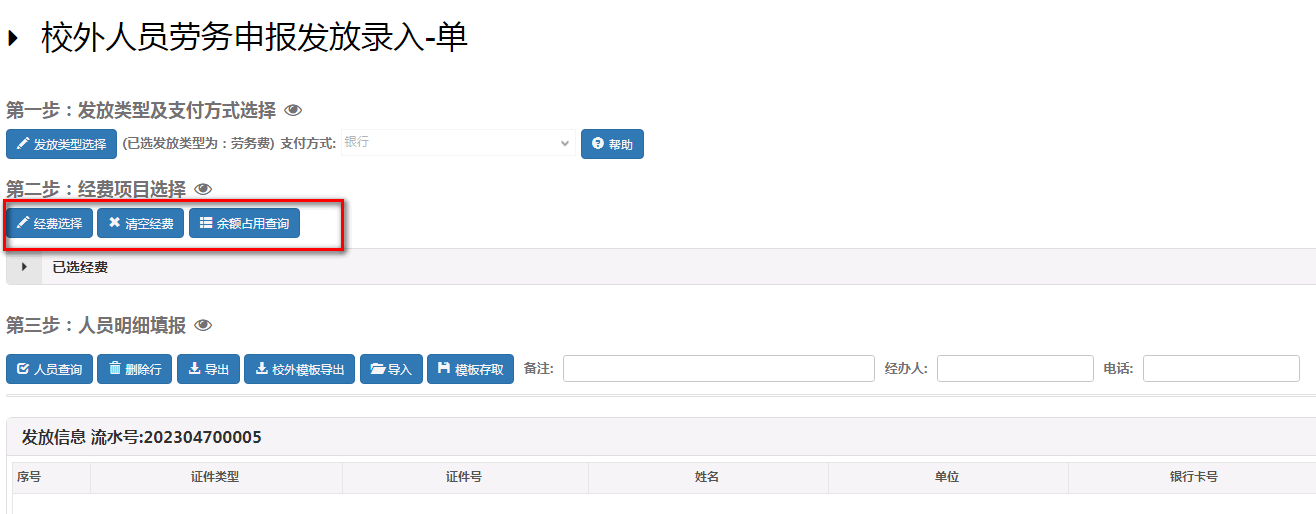 校外人员劳务申报发放录入-单
第一步：发放类型及支付方式选择
发放类型选择 (已选发放类型为：劳务费) 支付方式: 银行 帮助
第二步：经费项目选择
经费选择 清空经费 余额占用查询
已选经费
第三步：人员明细填报
人员查询 删除行 导出 校外模板导出 导入 模板存取 备注: 经办人: 电话:
发放信息 流水号:202304700005
序号 证件类型 证件号 姓名 单位 银行卡号